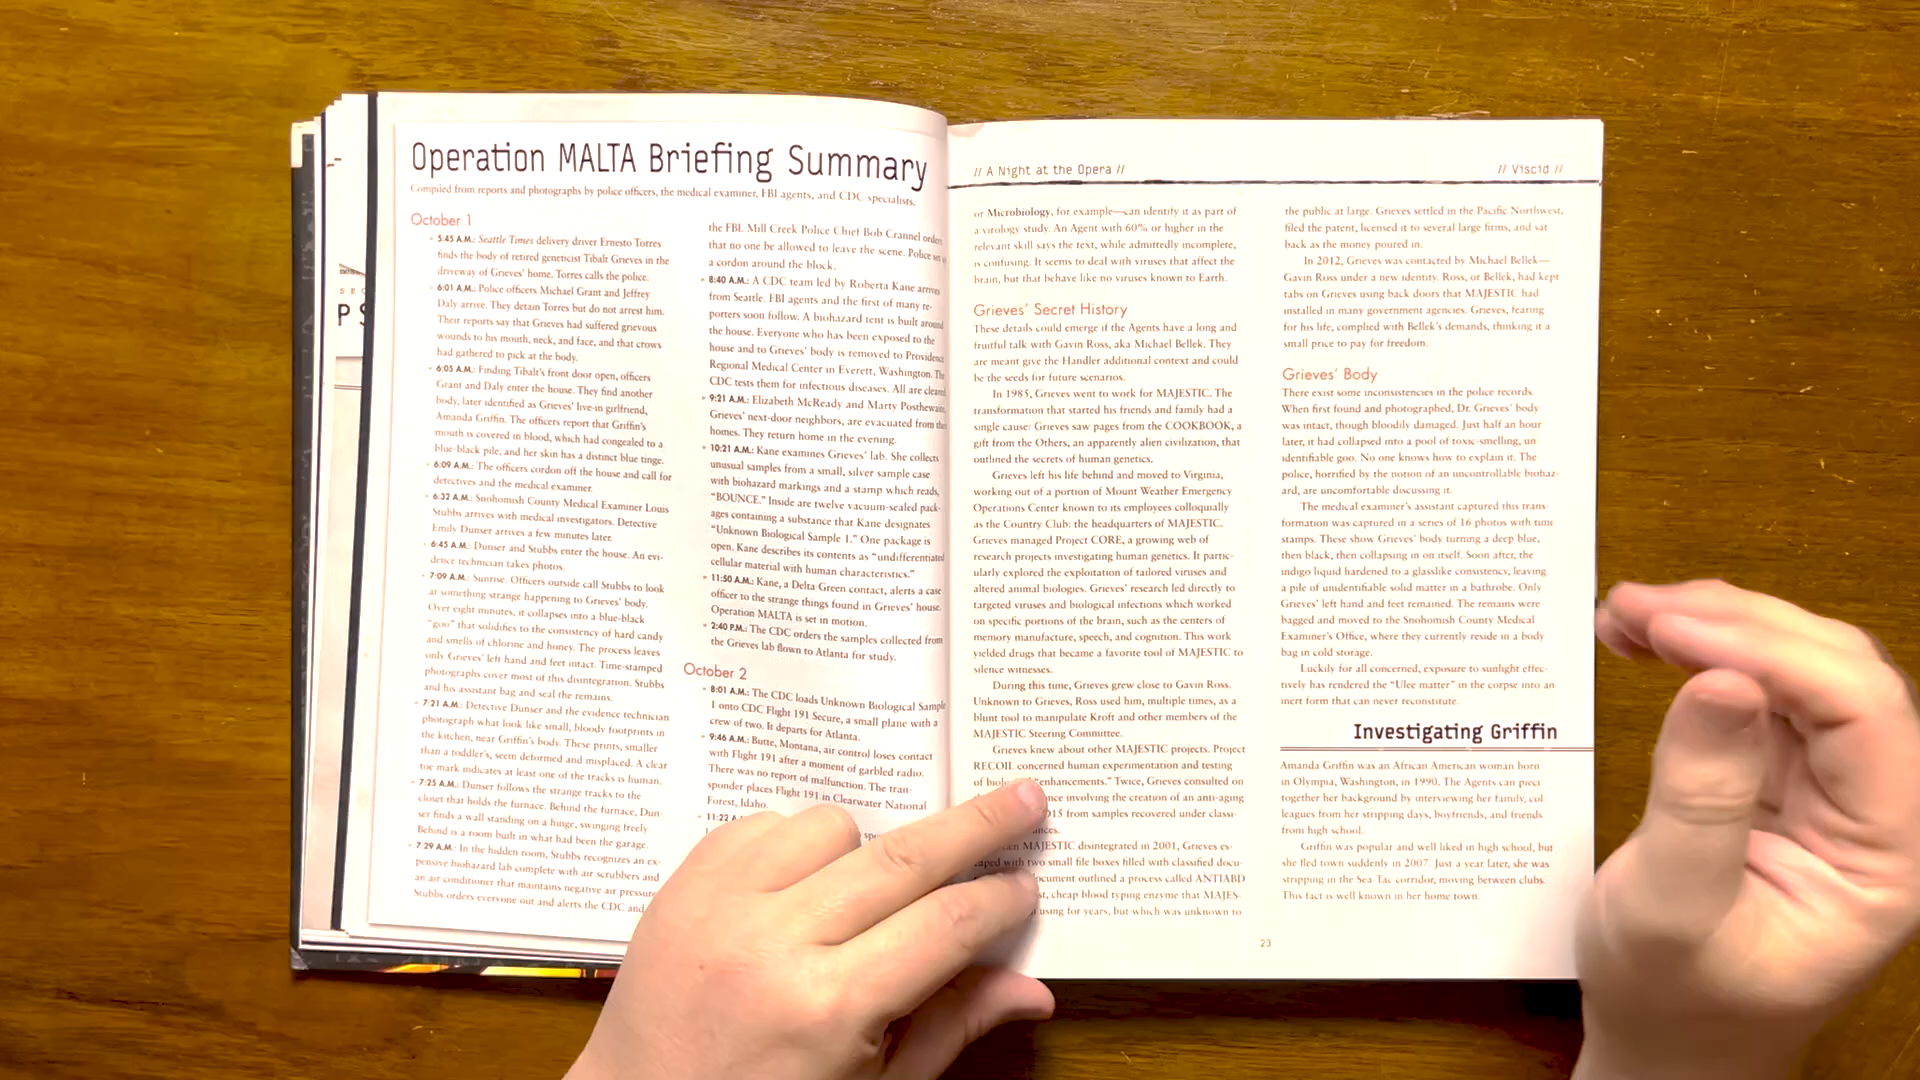 Operation MALTA Briefing Summary
Compiled from reports and photographs by police officers, the medical examiner, FBI agents, and CDC specialists.
October 1
5:45 A.M.: Seattle Times delivery driver Ernesto Torres
finds the body of retired geneticist Tibalt Grieves in the
driveway of Grieves' home. Torres calls the police.
6:01 A.M.: Police officers Michael Grant and Jeffrey
Daly arrive. They detain Torres but do not arrest him.
Their reports say that Grieves had suffered grievous
wounds to his mouth, neck, and face, and that crows
had gathered to pick at the body.
6:05 A.M.: Finding Tibalt's front door open, officers
Grant and Daly enter the house. They find another
body, later identified as Grieves' live-in girlfriend,
Amanda Griffin. The officers report that Griffin's
mouth is covered in blood, which had congealed to a
blue-black pile, and her skin has a distinct blue tinge.
6:09 A.M.: The officers cordon off the house and call for
detectives and the medical examiner.
6:32 A.M.: Snohomish County Medical Examiner Louis
Stubbs arrives with medical investigators. Detective
Emily Dunser arrives a few minutes later.
6:45 A.M.: Dunser and Stubbs enter the house. An evi-
dence technician takes photos.
7:09 A.M.: Sunrise. Officers outside call Stubbs to look
at something strange happening to Grieves' body.
Over eight minutes, it collapses into a blue-black
"goo" that solidifies to the consistency of hard candy
and smells of chlorine and honey. The process leaves
only Grieves' left hand and feet intact. Time-stamped
photographs cover most of this disintegration. Stubbs
and his assistant bag and seal the remains.
7:21 A.M.: Detective Dunser and the evidence technician
photograph what look like small, bloody footprints in
the kitchen, near Griffin's body. These prints, smaller
than a toddler's, seem deformed and misplaced. A clear
toe mark indicates at least one of the tracks is human.
7:25 A.M.: Dunser follows the strange tracks to the
closet that holds the furnace. Behind the furnace, Dun-
ser finds a wall standing on a hinge, swinging freely
Behind is a room built in what had been the garage.
7:29 A.M.: In the hidden room, Stubbs recognizes an ex-
pensive biohazard lab complete with air scrubbers and
an air conditioner that maintains negative air pressure
Stubbs orders everyone out and alerts the CDC and
the FBI. Mill Creek Police Chief Bob Crannel orders
that no one be allowed to leave the scene. Police set
a cordon around the block.
8:40 A.M.: A CDC team led by Roberta Kane arrives
from Seattle. FBI agents and the first of many re-
porters soon follow. A biohazard tent is built around
the house. Everyone who has been exposed to the
house and to Grieves' body is removed to Providence
Regional Medical Center in Everett, Washington. The
CDC tests them for infectious diseases. All are cleared
9:21 A.M.: Elizabeth McReady and Marty Posthewaite
Grieves' next-door neighbors, are evacuated from the
homes. They return home in the evening.
10:21 A.M.: Kane examines Grieves' lab. She collects
unusual samples from a small, silver sample case
with biohazard markings and a stamp which reads,
"BOUNCE." Inside are twelve vacuum-sealed pack-
ages containing a substance that Kane designates
"Unknown Biological Sample 1." One package is
open. Kane describes its contents as "undifferentiated
cellular material with human characteristics."
11:50 A.M.: Kane, a Delta Green contact, alerts a case
officer to the strange things found in Grieves' house.
Operation MALTA is set in motion.
2:40 P.M.: The CDC orders the samples collected from
the Grieves lab flown to Atlanta for study.
October 2
8:01 A.M.: The CDC loads Unknown Biological Sample
1 onto CDC Flight 191 Secure, a small plane with a
crew of two. It departs for Atlanta.
9:46 A.M.: Butte, Montana, air control loses contact
with Flight 191 after a moment of garbled radio.
There was no report of malfunction. The tran-
sponder places Flight 191 in Clearwater National
Forest, Idaho.
11:22
// A Night at the Opera //
// Viscid //
or Microbiology, for example—can identify it as part of
a virology study. An Agent with 60% or higher in the
relevant skill says the text, while admittedly incomplete,
is confusing. It seems to deal with viruses that affect the
brain, but that behave like no viruses known to Earth.
Grieves' Secret History
These details could emerge if the Agents have a long and
fruitful talk with Gavin Ross, aka Michael Bellek. They
are meant give the Handler additional context and could
be the seeds for future scenarios.
In 1985, Grieves went to work for MAJESTIC. The
transformation that started his friends and family had a
single cause: Grieves saw pages from the COOKBOOK, a
gift from the Others, an apparently alien civilization, that
outlined the secrets of human genetics.
Grieves left his life behind and moved to Virginia,
working out of a portion of Mount Weather Emergency
Operations Center known to its employees colloquially
as the Country Club: the headquarters of MAJESTIC.
Grieves managed Project CORE, a growing web of
research projects investigating human genetics. It partic-
ularly explored the exploitation of tailored viruses and
altered animal biologies. Grieves' research led directly to
targeted viruses and biological infections which worked
on specific portions of the brain, such as the centers of
memory manufacture, speech, and cognition. This work
yielded drugs that became a favorite tool of MAJESTIC to
silence witnesses.
During this time, Grieves grew close to Gavin Ross.
Unknown to Grieves, Ross used him, multiple times, as a
blunt tool to manipulate Kroft and other members of the
MAJESTIC Steering Committee.
Grieves knew about other MAJESTIC projects. Project
RECOIL concerned human experimentation and testing
of "enhancements." Twice, Grieves consulted on
involving the creation of an anti-aging
from samples recovered under classi-
MAJESTIC disintegrated in 2001, Grieves es-
with two small file boxes filled with classified docu-
outlined a process called ANTIABD
cheap blood typing enzyme that MAJES-
using for years, but which was unknown to
the public at large. Grieves settled in the Pacific Northwest,
filed the patent, licensed it to several large firms, and sat
back as the money poured in.
In 2012, Grieves was contacted by Michael Bellek—
Gavin Ross under a new identity. Ross, or Bellek, had kept
tabs on Grieves using back doors that MAJESTIC had
installed in many government agencies. Grieves, fearing
for his life, complied with Bellek's demands, thinking it a
small price to pay for freedom.
Grieves' Body
There exist some inconsistencies in the police records.
When first found and photographed, Dr. Grieves' body
was intact, though bloodily damaged. Just half an hour
later, it had collapsed into a pool of toxic-smelling, un
identifiable goo. No one knows how to explain it. The
police, horrified by the notion of an uncontrollable biohaz-
ard, are uncomfortable discussing it.
The medical examiner's assistant captured this trans-
formation was captured in a series of 16 photos with time
stamps. These show Grieves' body turning a deep blue,
then black, then collapsing in on itself. Soon after, the
indigo liquid hardened to a glasslike consistency, leaving
a pile of unidentifiable solid matter in a bathrobe. Only
Grieves' left hand and feet remained. The remains were
bagged and moved to the Snohomish County Medical
Examiner's Office, where they currently reside in a body
bag in cold storage.
Luckily for all concerned, exposure to sunlight effec-
tively has rendered the "Ulee matter" in the corpse into an
inert form that can never reconstitute.
Investigating Griffin
Amanda Griffin was an African American woman born
in Olympia, Washington, in 1990. The Agents can piece
together her background by interviewing her family, col
leagues from her stripping days, boyfriends, and friends
from high school.
Griffin was popular and well liked in high school, but
she fled town suddenly in 2007. Just a year later, she was
stripping in the Sea-Tac corridor, moving between clubs.
This fact is well known in her home town.
23